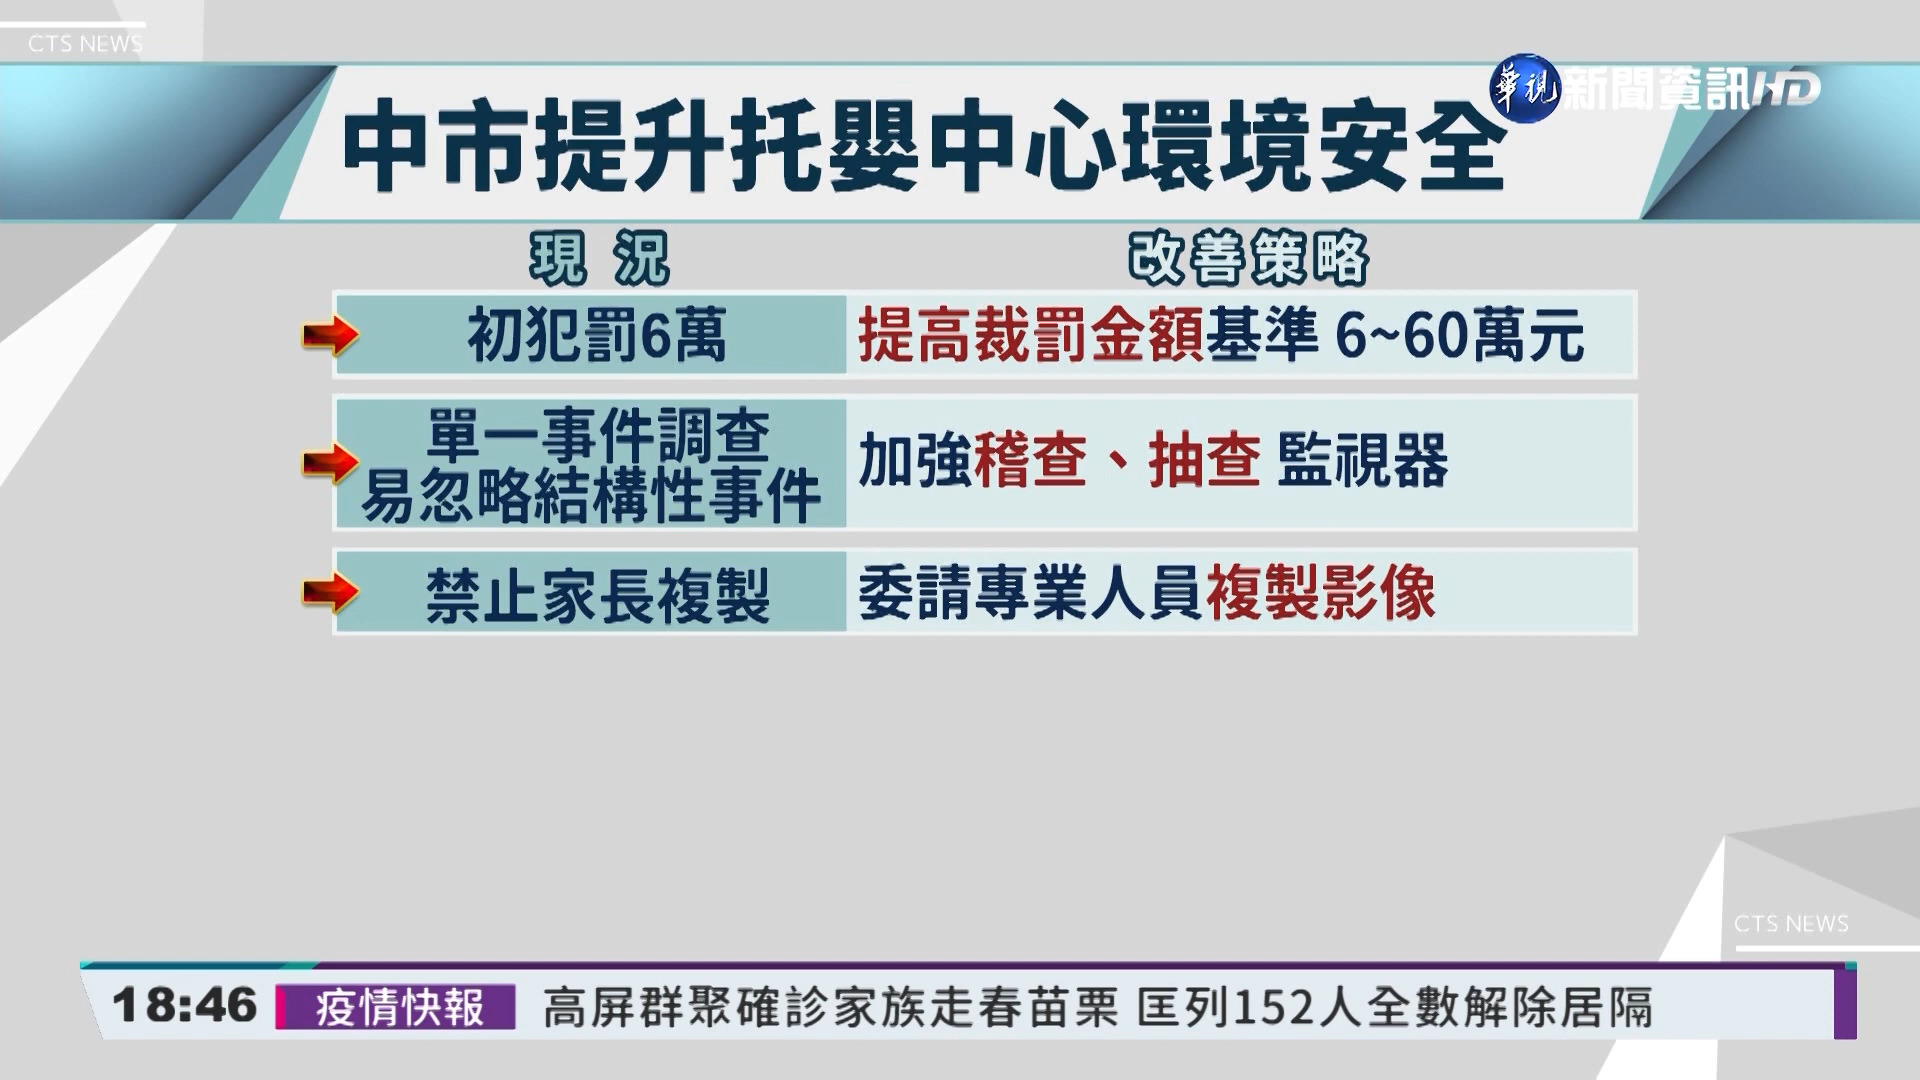 CTS NEWS
華視 新聞資訊HD
中市提升托嬰中心環境安全
現 況
改善策略
初犯罰6萬
提高裁罰金額基準 6~60萬元
單一事件調查
易忽略結構性事件
加強稽查、抽查 監視器
禁止家長複製
委請專業人員複製影像
CTS NEWS
18:46 疫情快報 高屏群聚確診家族走春苗栗 匡列152人全數解除居隔